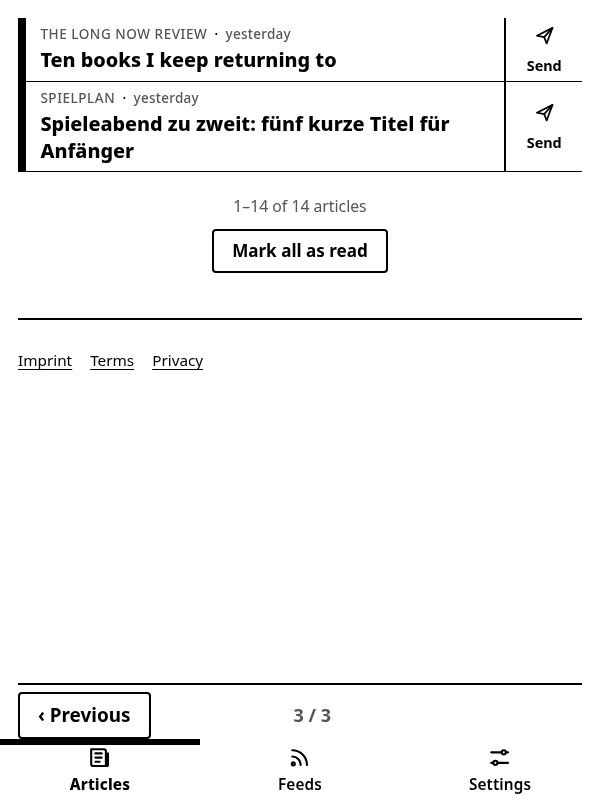 THE LONG NOW REVIEW · yesterday
Ten books I keep returning to
Send
SPIELPLAN · yesterday
Spieleabend zu zweit: fünf kurze Titel für
Anfänger
Send
1–14 of 14 articles
Mark all as read
Imprint Terms Privacy
‹ Previous
3 / 3
Articles
Feeds
Settings